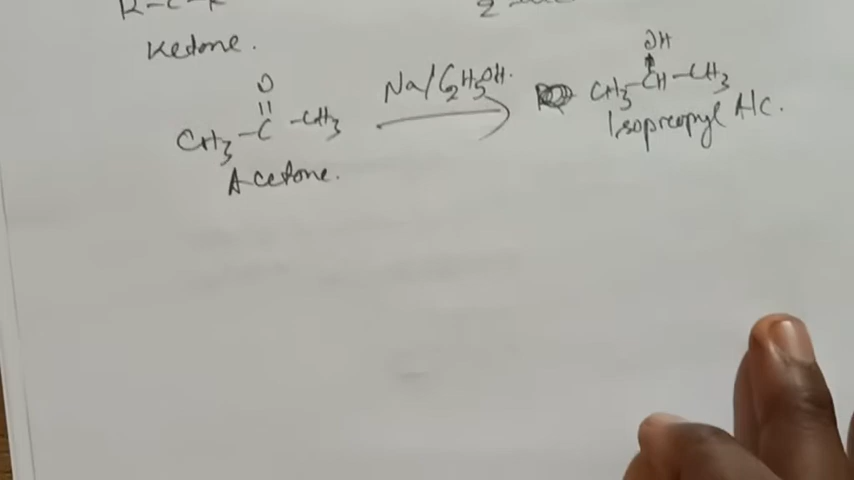 R-C-R
Ketone.
O
||
CH3-C-CH3
Acetone.
Na/C2H5OH.
OH
CH3-CH-CH3
Isopropyl Alc.